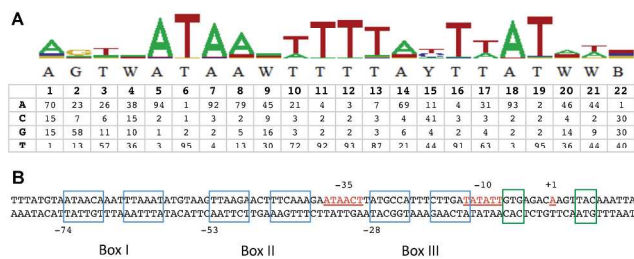 A
A G T W A T A A W T T T T A Y T T A T W W B
1 2 3 4 5 6 7 8 9 10 11 12 13 14 15 16 17 18 19 20 21 22
A 70 23 26 38 94 1 92 79 45 21 4 3 7 69 11 4 31 93 2 46 44 1
C 15 7 6 15 2 1 3 2 9 3 2 2 3 4 41 3 3 2 2 4 2 30
G 15 58 11 10 1 2 2 5 16 3 2 2 3 6 4 2 4 2 2 14 9 30
T 1 13 57 36 3 95 4 13 30 72 92 93 87 21 44 91 63 3 95 36 44 40
B
-35 -10 +1
TTTATGTAATAACAAATTTAAATATGTAAGTTAAGAACTTTCAAAGAATAACTTATGCCATTTCTTGATATATTGTGAGACAAGTTACAAATTA
AAATACATTATTGTTTAAATTTATACATTCAATTCTTGAAAGTTTCTTATTGAATACGGTAAAGAACTATATAACACTCTGTTCAATGTTTAAT
-74 -53 -28
Box I Box II Box III